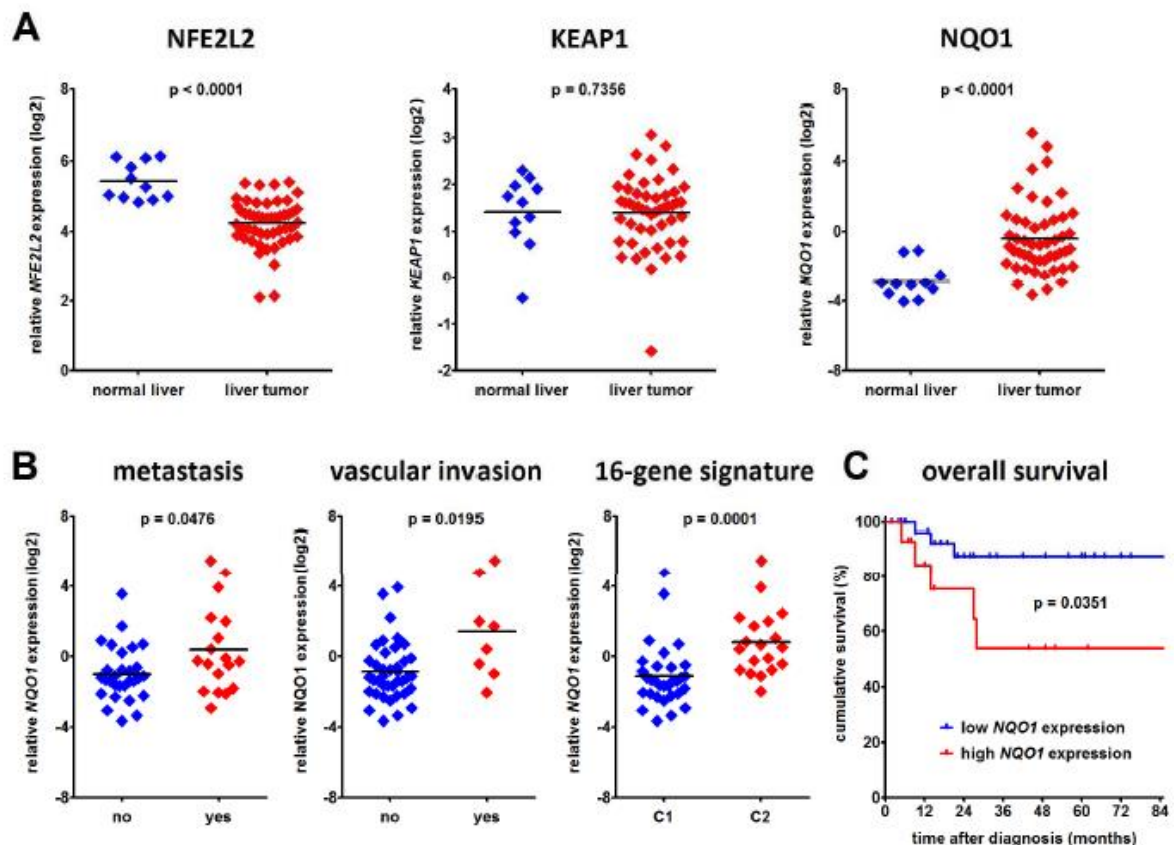 A
NFE2L2
KEAP1
NQO1
p < 0.0001
p = 0.7356
p < 0.0001
relative NFE2L2 expression (log2)
8
6
4
2
0
normal liver
liver tumor
relative KEAP1 expression (log2)
4
3
2
1
0
-1
-2
normal liver
liver tumor
relative NQO1 expression (log2)
8
4
0
-4
-8
normal liver
liver tumor
B
metastasis
vascular invasion
16-gene signature
p = 0.0476
p = 0.0195
p = 0.0001
relative NQO1 expression (log2)
8
4
0
-4
-8
no
yes
relative NQO1 expression (log2)
8
4
0
-4
-8
no
yes
relative NQO1 expression (log2)
8
4
0
-4
-8
C1
C2
C
overall survival
cumulative survival (%)
100
80
60
40
20
0
p = 0.0351
low NQO1 expression
high NQO1 expression
0 12 24 36 48 60 72 84
time after diagnosis (months)